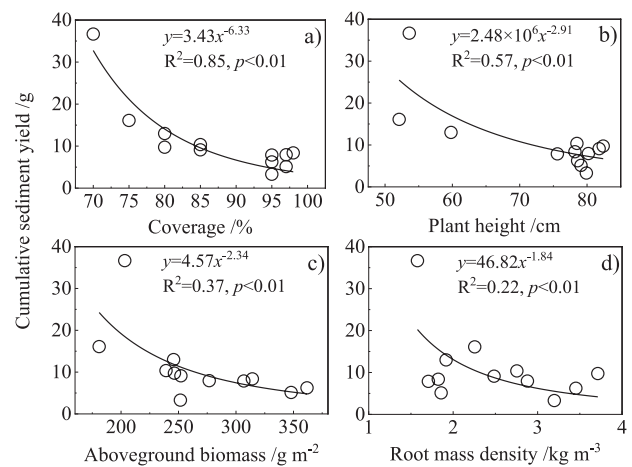 Cumulative sediment yield /g
40
30
20
10
0
y=3.43x^-6.33
R²=0.85, p<0.01
a)
70 75 80 85 90 95 100
Coverage /%
40
30
20
10
0
y=2.48×10⁶x^-2.91
R²=0.57, p<0.01
b)
50 60 70 80
Plant height/cm
40
30
20
10
0
y=4.57x^-2.34
R²=0.37, p<0.01
c)
200 250 300 350
Aboveground biomass /g m⁻²
40
30
20
10
0
y=46.82x^-1.84
R²=0.22, p<0.01
d)
1 2 3 4
Root mass density /kg m⁻³